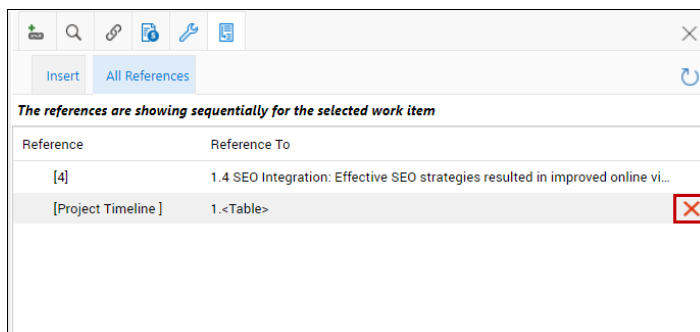 Insert All References
The references are showing sequentially for the selected work item
Reference Reference To
[4] 1.4 SEO Integration: Effective SEO strategies resulted in improved online vi...
[Project Timeline ] 1.<Table>